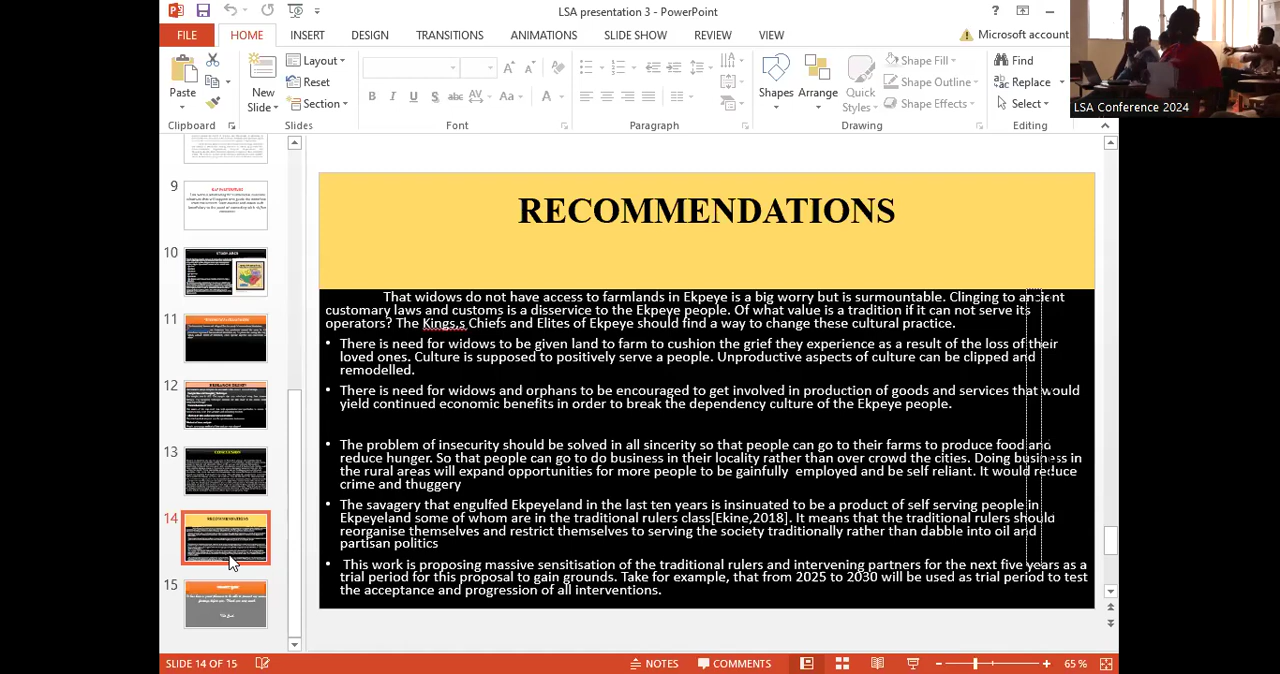 LSA presentation 3 - PowerPoint
?
FILE
HOME
INSERT
DESIGN
TRANSITIONS
ANIMATIONS
SLIDE SHOW
REVIEW
VIEW
Microsoft account
Paste
New
Slide
Layout
Reset
Section
B I U S abc AV Aa A
Shapes
Arrange
Quick
Styles
Shape Fill
Shape Outline
Shape Effects
Find
Replace
Select
Clipboard
Slides
Font
Paragraph
Drawing
Editing
LSA Conference 2024
9
10
11
12
13
14
15
RECOMMENDATIONS
That widows do not have access to farmlands in Ekpeye is a big worry but is surmountable. Clinging to ancient
customary laws and customs is a disservice to the Ekpeye people. Of what value is a tradition if it can not serve its
operators? The Kings,s Chiefs and Elites of Ekpeye should find a way to change these cultural practice.
• There is need for widows to be given land to farm to cushion the grief they experience as a result of the loss of their
loved ones. Culture is supposed to positively serve a people. Unproductive aspects of culture can be clipped and
remodelled.
• There is need for widows and orphans to be encouraged to get involved in production of goods and services that would
yield continued economic benefits in order to break the dependency culture of the Ekpeye people.
• The problem of insecurity should be solved in all sincerity so that people can go to their farms to produce food and
reduce hunger. So that people can go to do business in their locality rather than over crowd the cities. Doing business in
the rural areas will expand opportunities for more people to be gainfully employed and be self reliant. It would reduce
crime and thuggery
• The savagery that engulfed Ekpeyeland in the last ten years is insinuated to be a product of self serving people in
Ekpeyeland some of whom are in the traditional ruling class[Ekine,2018]. It means that the traditional rulers should
reorganise themselves and restrict themselves to serving the society traditionally rather than dabble into oil and
partisan politics
• This work is proposing massive sensitisation of the traditional rulers and intervening partners for the next five years as a
trial period for this proposal to gain grounds. Take for example, that from 2025 to 2030 will be used as trial period to test
the acceptance and progression of all interventions.
SLIDE 14 OF 15
NOTES
COMMENTS
65 %